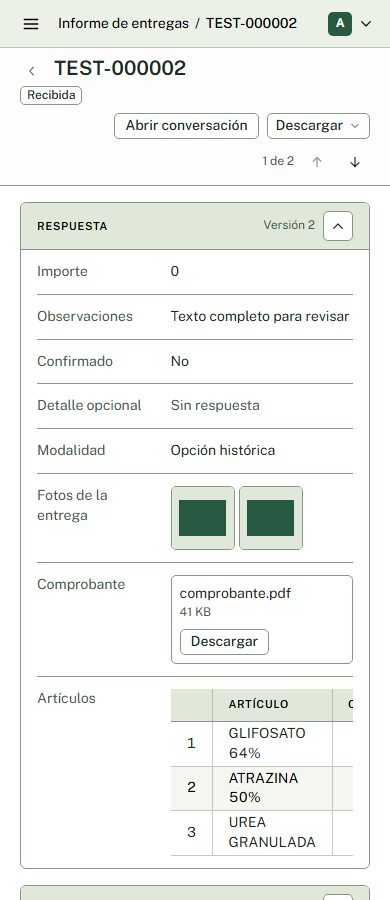 Informe de entregas / TEST-000002
A
TEST-000002
Recibida
Abrir conversación
Descargar
1 de 2
RESPUESTA
Versión 2
Importe
0
Observaciones
Texto completo para revisar
Confirmado
No
Detalle opcional
Sin respuesta
Modalidad
Opción histórica
Fotos de la
entrega
Comprobante
comprobante.pdf
41 KB
Descargar
Artículos
ARTÍCULO
1
GLIFOSATO
64%
2
ATRAZINA
50%
3
UREA
GRANULADA